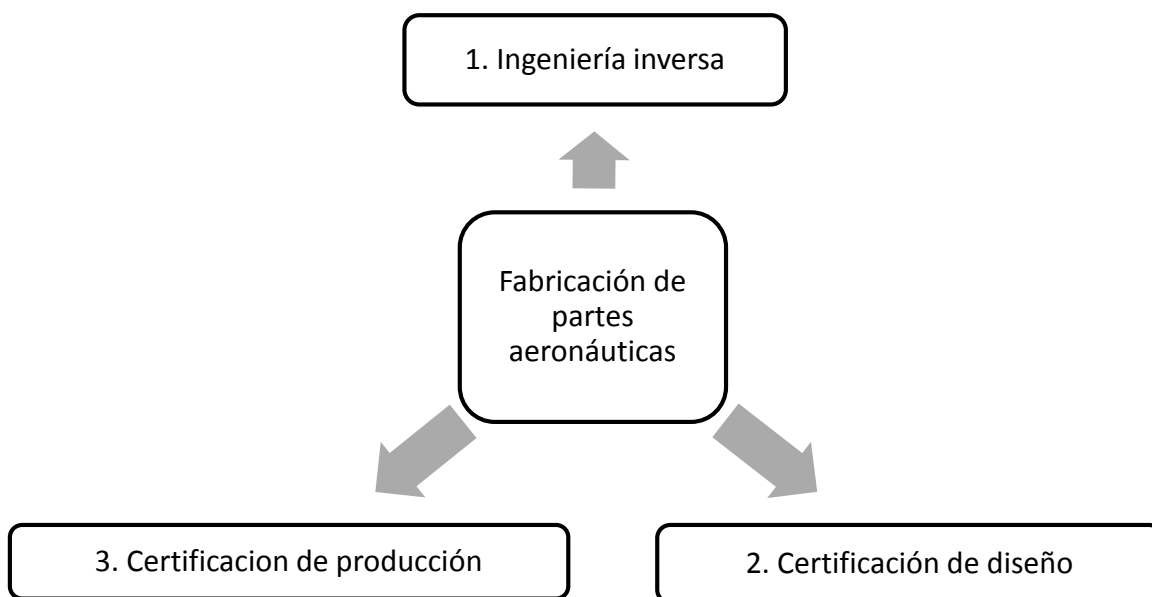 1. Ingeniería inversa
Fabricación de
partes
aeronáuticas
3. Certificacion de producción
2. Certificación de diseño